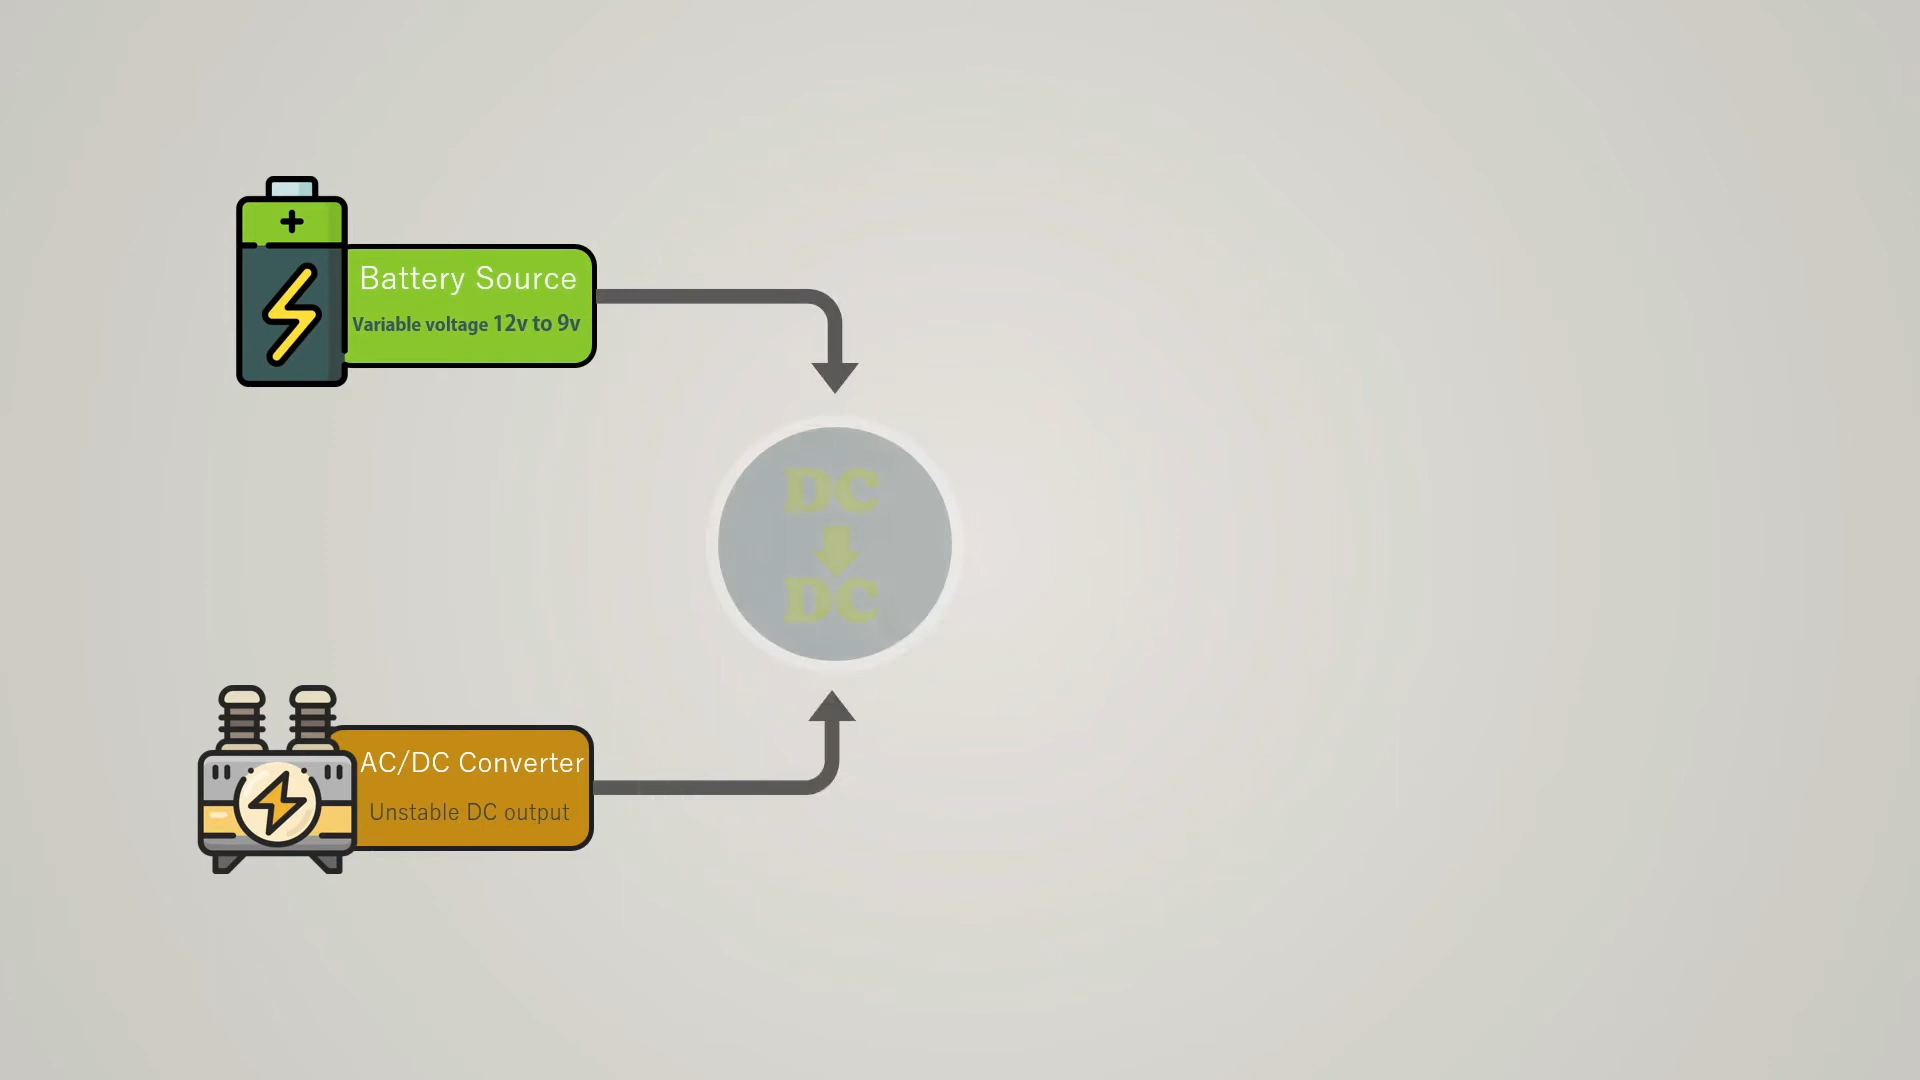 +
Battery Source
Variable voltage 12v to 9v
DC
DC
AC/DC Converter
Unstable DC output